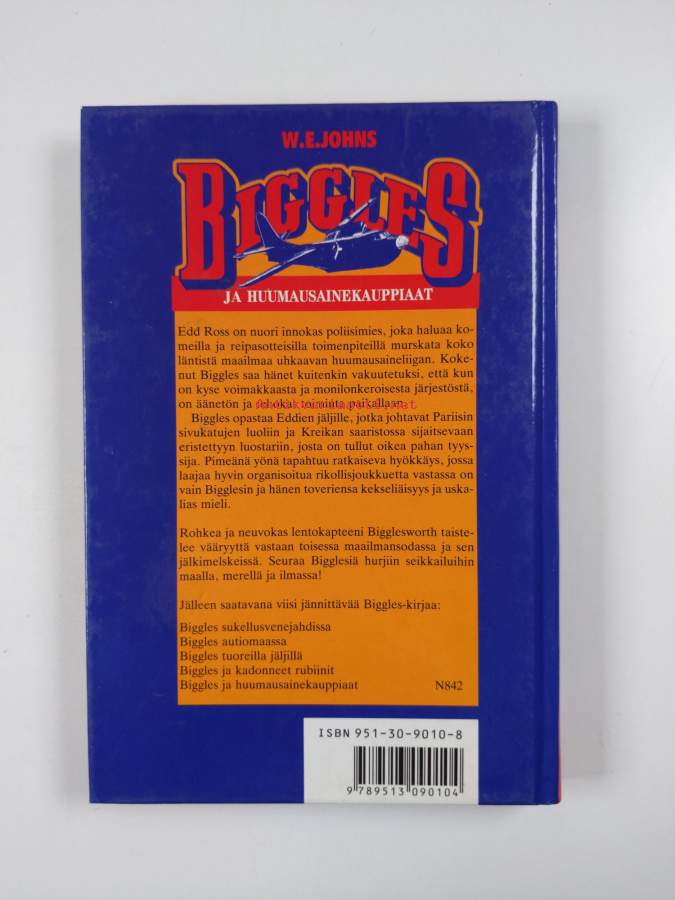 W.E.JOHNS
BIGGLES
JA HUUMAUSAINEKAUPPIAAT
Edd Ross on nuori innokas poliisimies, joka haluaa ko-
meilla ja reipasotteisilla toimenpiteillä murskata koko
läntistä maailmaa uhkaavan huumausaineliigan. Koke-
nut Biggles saa hänet kuitenkin vakuutetuksi, että kun
on kyse voimakkaasta ja monilonkeroisesta järjestöstä,
on äänetön ja tehokas toiminta paikallaan.
Biggles opastaa Eddien jäljille, jotka johtavat Pariisin
sivukatujen luoliin ja Kreikan saaristossa sijaitsevaan
eristettyyn luostariin, josta on tullut oikea pahan tyys-
sija. Pimeänä yönä tapahtuu ratkaiseva hyökkäys, jossa
laajaa hyvin organisoitua rikollisjoukkuetta vastassa on
vain Bigglesin ja hänen toveriensa kekseliäisyys ja uska-
lias mieli.
Rohkea ja neuvokas lentokapteeni Bigglesworth taiste-
lee vääryyttä vastaan toisessa maailmansodassa ja sen
jälkimelskeissä. Seuraa Bigglesiä hurjiin seikkailuihin
maalla, merellä ja ilmassa!
Jälleen saatavana viisi jännittävää Biggles-kirjaa:
Biggles sukellusvenejahdissa
Biggles autiomaassa
Biggles tuoreilla jäljillä
Biggles ja kadonneet rubiinit
Biggles ja huumausainekauppiaat N842
ISBN 951-30-9010-8
9 789513 090104